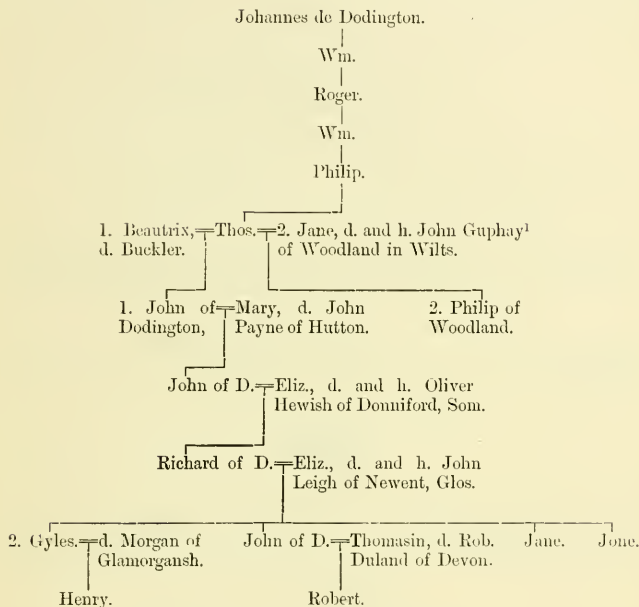 Johannes de Dodington.
Wm.
Roger.
Wm.
Philip.
1. Beautrix, Thos. 2. Jane, d. and h. John Guphay¹
d. Buckler. of Woodland in Wilts.
1. John of Mary, d. John 2. Philip of
Dodington, Payne of Hutton. Woodland.
John of D. Eliz., d. and h. Oliver
Hewish of Donniford, Som.
Richard of D. Eliz., d. and h. John
Leigh of Newent, Glos.
2. Gyles. d. Morgan of John of D. Thomasin, d. Rob. Jane. Jone.
Glamorgansh. Duland of Devon.
Henry. Robert.